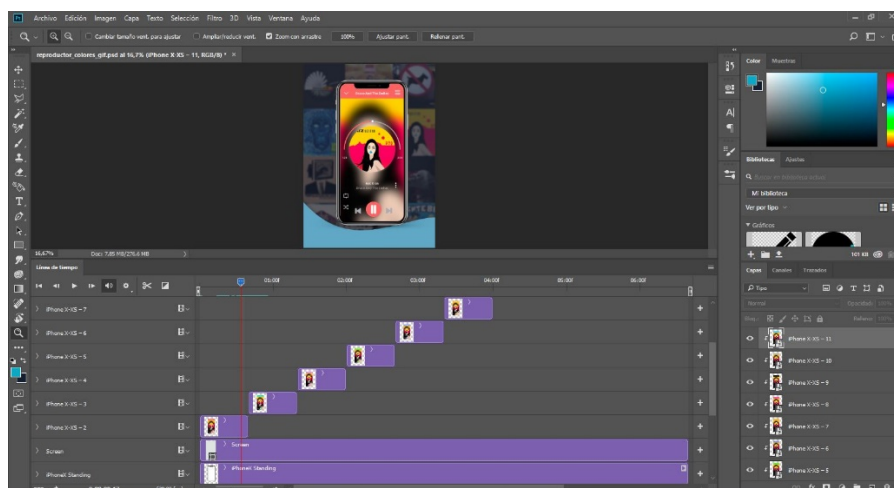 Archivo Edición Imagen Capa Texto Selección Filtro 3D Vista Ventana Ayuda
Cambiar tamaño vent. para ajustar Ampliar/reducir vent. Zoom con arrastre 100% Ajustar pant. Rellenar pant.
reproductor_colores_gif.psd al 16,7% (iPhone X-XS - 11, RGB/8) *
Color Muestras
Bibliotecas Ajustes
Mi biblioteca
Ver por tipo
Gráficos
16,67% Doc: 7,85 MB/276,6 MB
Línea de tiempo
01:00f 02:00f 03:00f 04:00f 05:00f 06:00f
iPhone X-XS - 7
iPhone X-XS - 6
iPhone X-XS - 5
iPhone X-XS - 4
iPhone X-XS - 3
iPhone X-XS - 2
Screen Screen
iPhoneX Standing iPhoneX Standing
Capas Canales Trazados
Tipo
Normal Opacidad: 100%
Relleno: 100%
iPhone X-XS - 11
iPhone X-XS - 10
iPhone X-XS - 9
iPhone X-XS - 8
iPhone X-XS - 7
iPhone X-XS - 6
iPhone X-XS - 5